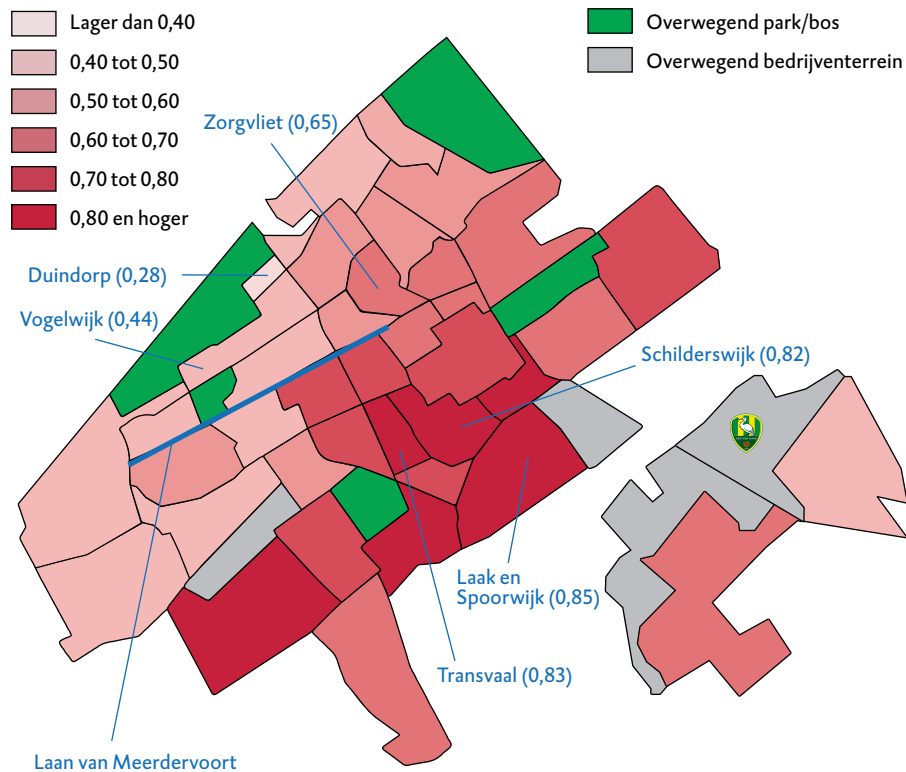 Lager dan 0,40
0,40 tot 0,50
0,50 tot 0,60
0,60 tot 0,70
0,70 tot 0,80
0,80 en hoger
Overwegend park/bos
Overwegend bedrijventerrein
Zorgvliet (0,65)
Duindorp (0,28)
Vogelwijk (0,44)
Schilderswijk (0,82)
Laak en
Spoorwijk (0,85)
Transvaal (0,83)
Laan van Meerdervoort